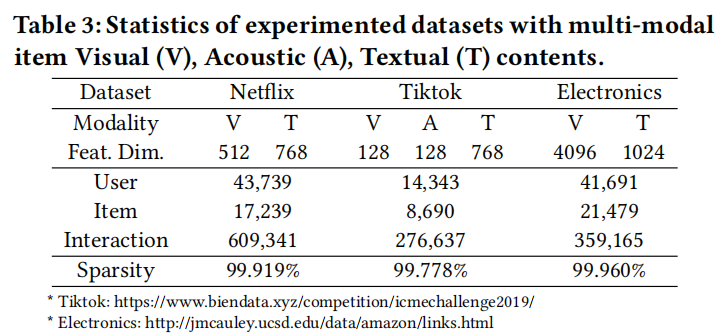 Table 3: Statistics of experimented datasets with multi-modal
item Visual (V), Acoustic (A), Textual (T) contents.
Dataset Netflix Tiktok Electronics
Modality V T V A T V T
Feat. Dim. 512 768 128 128 768 4096 1024
User 43,739 14,343 41,691
Item 17,239 8,690 21,479
Interaction 609,341 276,637 359,165
Sparsity 99.919% 99.778% 99.960%
* Tiktok: https://www.biendata.xyz/competition/icmechallenge2019/
* Electronics: http://jmcauley.ucsd.edu/data/amazon/links.html